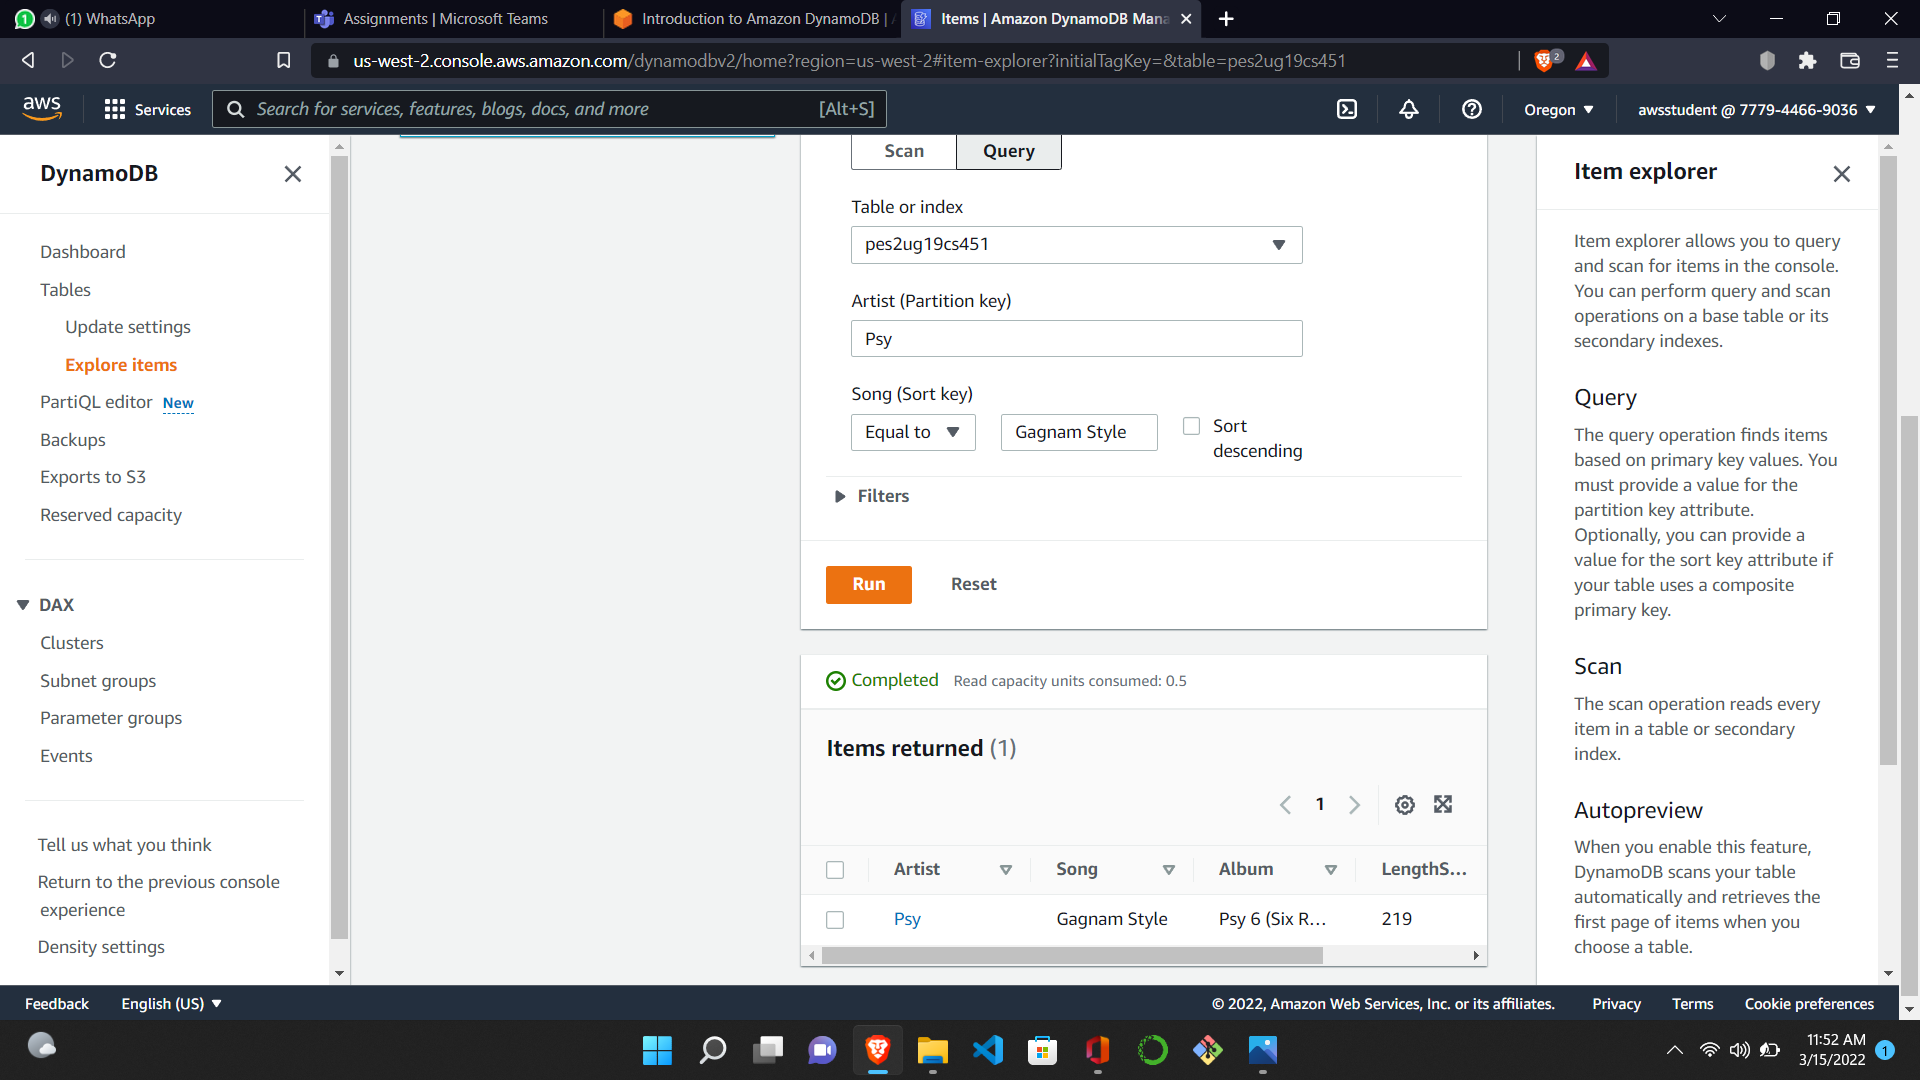 (1) WhatsApp
Assignments | Microsoft Teams
Introduction to Amazon DynamoDB |
Items | Amazon DynamoDB Mana
us-west-2.console.aws.amazon.com/dynamodbv2/home?region=us-west-2#item-explorer?initialTagKey=&table=pes2ug19cs451
2
aws
Services
Search for services, features, blogs, docs, and more
[Alt+S]
Oregon
awsstudent @ 7779-4466-9036
DynamoDB
Dashboard
Tables
Update settings
Explore items
PartiQL editor New
Backups
Exports to S3
Reserved capacity
DAX
Clusters
Subnet groups
Parameter groups
Events
Tell us what you think
Return to the previous console
experience
Density settings
Scan
Query
Table or index
pes2ug19cs451
Artist (Partition key)
Psy
Song (Sort key)
Equal to
Gagnam Style
Sort
descending
Filters
Run
Reset
Completed
Read capacity units consumed: 0.5
Items returned (1)
1
Artist
Song
Album
LengthS...
Psy
Gagnam Style
Psy 6 (Six R...
219
Item explorer
Item explorer allows you to query
and scan for items in the console.
You can perform query and scan
operations on a base table or its
secondary indexes.
Query
The query operation finds items
based on primary key values. You
must provide a value for the
partition key attribute.
Optionally, you can provide a
value for the sort key attribute if
your table uses a composite
primary key.
Scan
The scan operation reads every
item in a table or secondary
index.
Autopreview
When you enable this feature,
DynamoDB scans your table
automatically and retrieves the
first page of items when you
choose a table.
Feedback
English (US)
© 2022, Amazon Web Services, Inc. or its affiliates.
Privacy
Terms
Cookie preferences
11:52 AM
3/15/2022
1